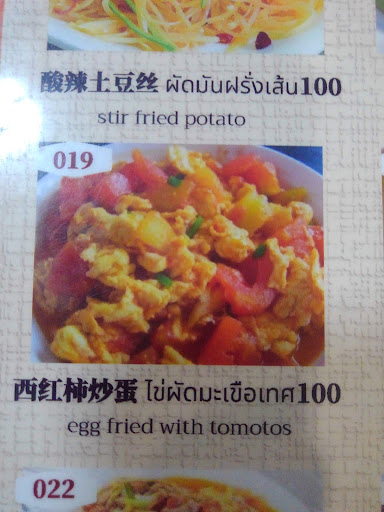 酸辣土豆丝 ผัดมันฝรั่งเส้น100
stir fried potato
019
西红柿炒蛋 ไข่ผัดมะเขือเทศ100
egg fried with tomotos
022